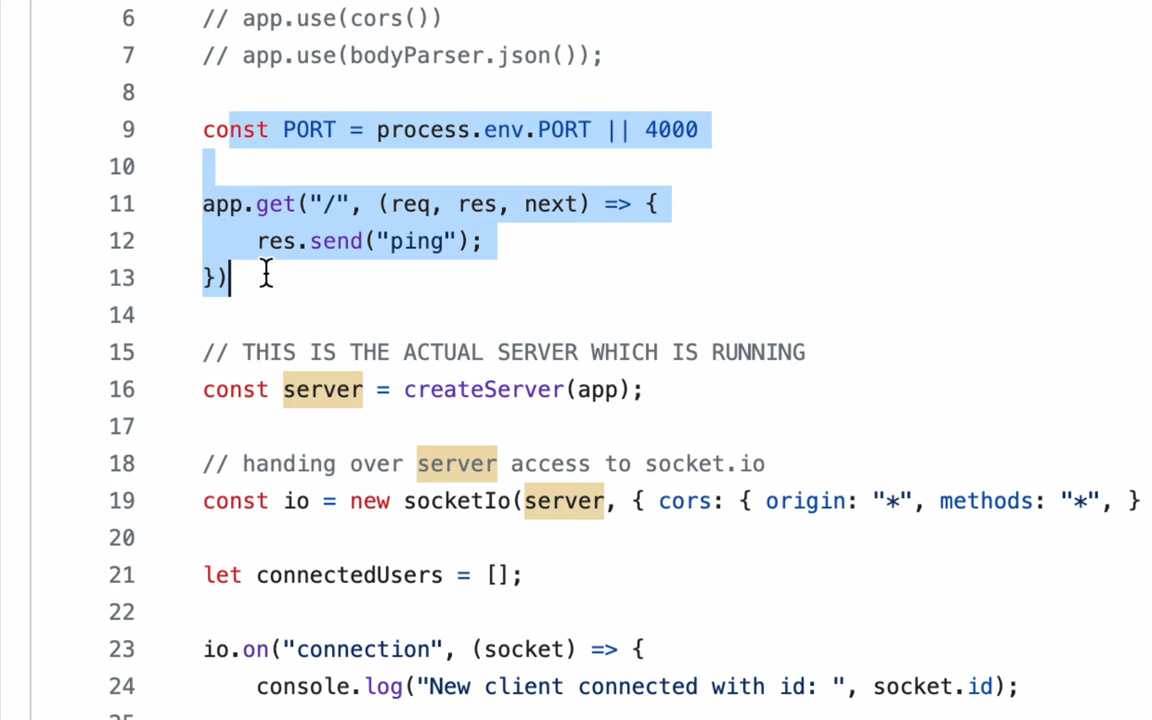 6 // app.use(cors())
7 // app.use(bodyParser.json());
8
9 const PORT = process.env.PORT || 4000
10
11 app.get("/", (req, res, next) => {
12     res.send("ping");
13 })
14
15 // THIS IS THE ACTUAL SERVER WHICH IS RUNNING
16 const server = createServer(app);
17
18 // handing over server access to socket.io
19 const io = new socketIo(server, { cors: { origin: "*", methods: "*", }
20
21 let connectedUsers = [];
22
23 io.on("connection", (socket) => {
24     console.log("New client connected with id: ", socket.id);